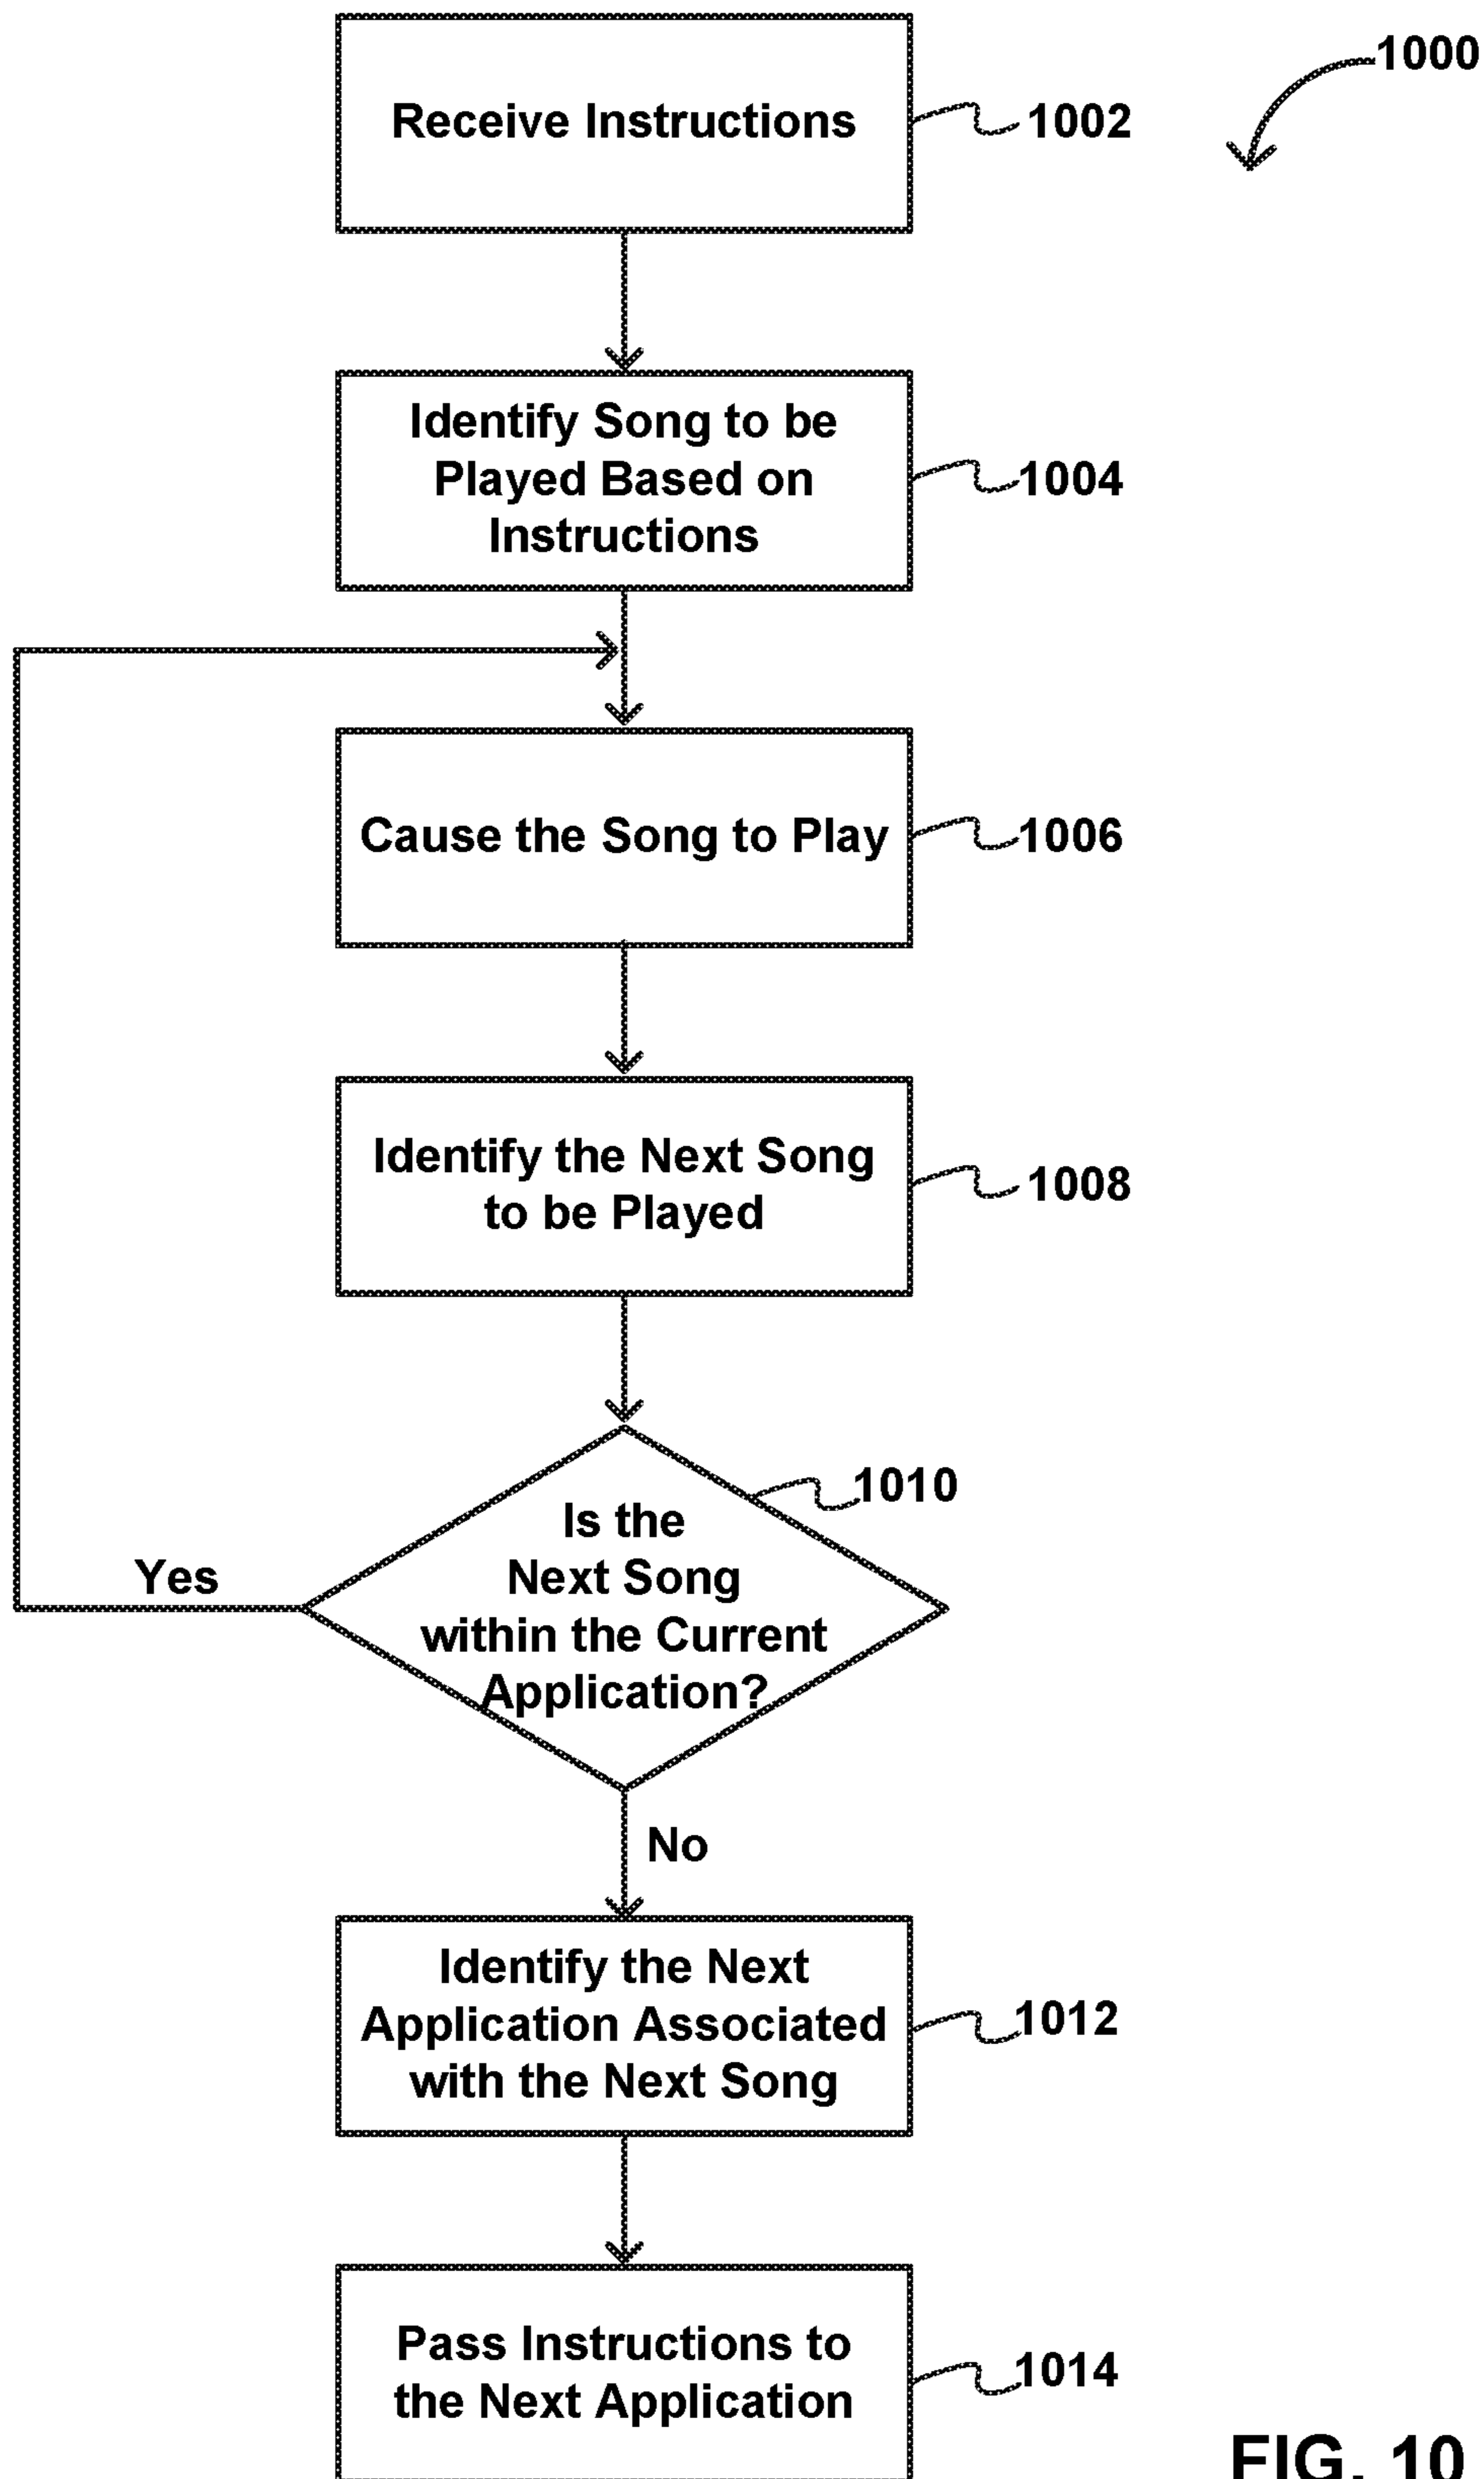 1000
Receive Instructions
1002
Identify Song to be
Played Based on
Instructions
1004
Cause the Song to Play
1006
Identify the Next Song
to be Played
1008
1010
Is the
Next Song
within the Current
Application?
Yes
No
Identify the Next
Application Associated
with the Next Song
1012
Pass Instructions to
the Next Application
1014
FIG. 10